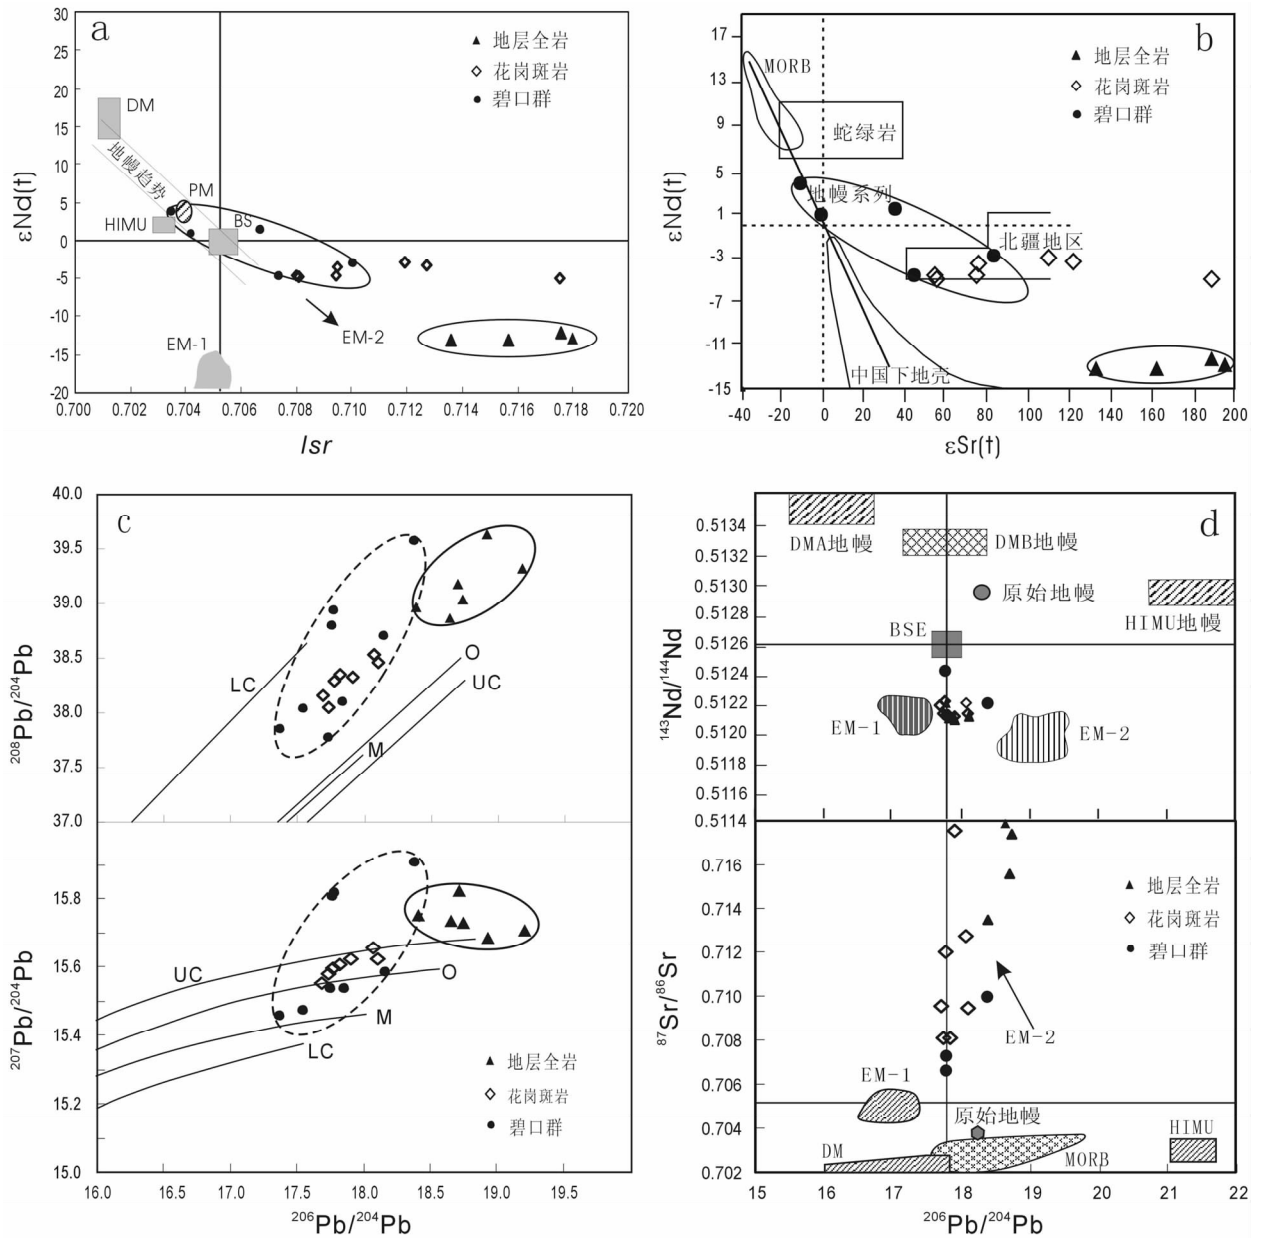 a
30
25
20
15
10
5
0
-5
-10
-15
-20
εNd(t)
▲ 地层全岩
◇ 花岗斑岩
● 碧口群
DM
地幔趋势
PM
HIMU
BS
EM-2
EM-1
0.700 0.702 0.704 0.706 0.708 0.710 0.712 0.714 0.716 0.718 0.720
Isr
b
17
13
9
5
1
-3
-7
-11
-15
εNd(t)
▲ 地层全岩
◇ 花岗斑岩
● 碧口群
MORB
蛇绿岩
地幔系列
北疆地区
中国下地壳
-40 -20 0 20 40 60 80 100 120 140 160 180 200
εSr(t)
c
40.0
39.5
39.0
38.5
38.0
37.5
37.0
208Pb/204Pb
LC
O
UC
M
15.8
15.6
15.4
15.2
15.0
207Pb/204Pb
UC
O
M
LC
▲ 地层全岩
◇ 花岗斑岩
● 碧口群
16.0 16.5 17.0 17.5 18.0 18.5 19.0 19.5
206Pb/204Pb
d
0.5134
0.5132
0.5130
0.5128
0.5126
0.5124
0.5122
0.5120
0.5118
0.5116
0.5114
143Nd/144Nd
DMA地幔
DMB地幔
原始地幔
HIMU地幔
BSE
EM-1
EM-2
0.716
0.714
0.712
0.710
0.708
0.706
0.704
0.702
87Sr/86Sr
▲ 地层全岩
◇ 花岗斑岩
● 碧口群
EM-2
EM-1
原始地幔
HIMU
DM
MORB
15 16 17 18 19 20 21 22
206Pb/204Pb